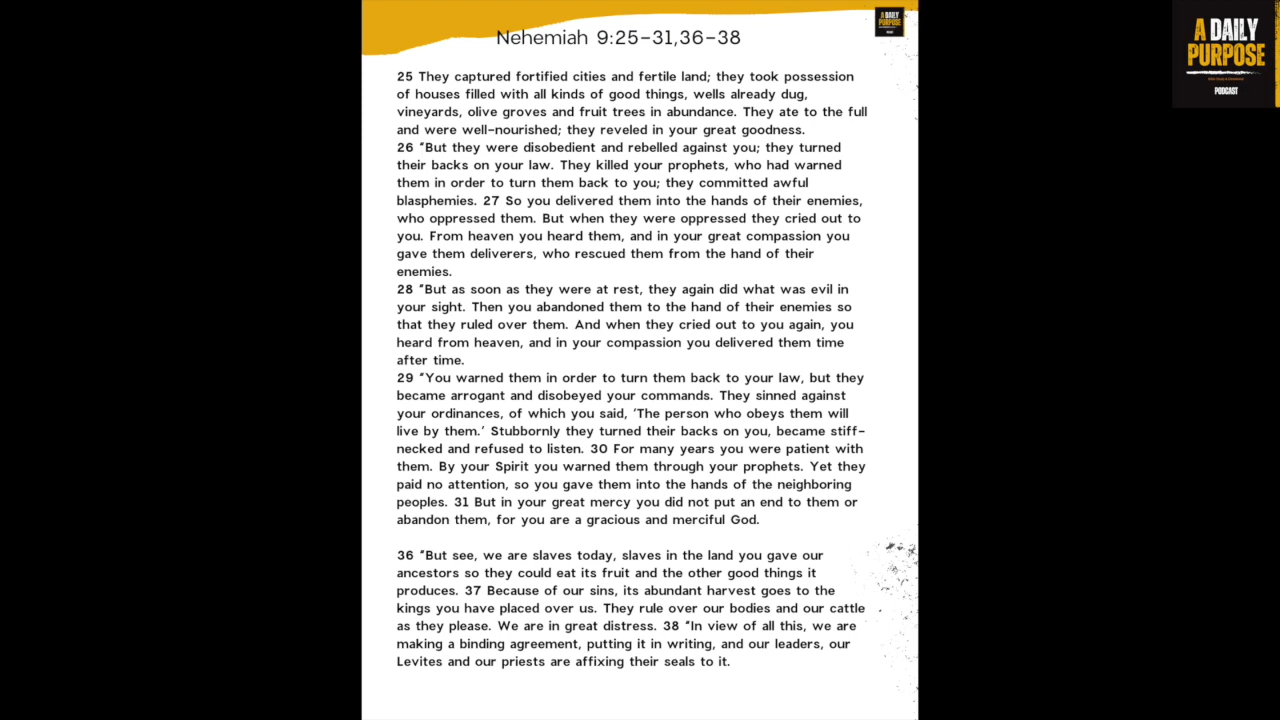 Nehemiah 9:25-31,36-38
25 They captured fortified cities and fertile land; they took possession
of houses filled with all kinds of good things, wells already dug,
vineyards, olive groves and fruit trees in abundance. They ate to the full
and were well-nourished; they reveled in your great goodness.
26 "But they were disobedient and rebelled against you; they turned
their backs on your law. They killed your prophets, who had warned
them in order to turn them back to you; they committed awful
blasphemies. 27 So you delivered them into the hands of their enemies,
who oppressed them. But when they were oppressed they cried out to
you. From heaven you heard them, and in your great compassion you
gave them deliverers, who rescued them from the hand of their
enemies.
28 "But as soon as they were at rest, they again did what was evil in
your sight. Then you abandoned them to the hand of their enemies so
that they ruled over them. And when they cried out to you again, you
heard from heaven, and in your compassion you delivered them time
after time.
29 "You warned them in order to turn them back to your law, but they
became arrogant and disobeyed your commands. They sinned against
your ordinances, of which you said, 'The person who obeys them will
live by them.' Stubbornly they turned their backs on you, became stiff-
necked and refused to listen. 30 For many years you were patient with
them. By your Spirit you warned them through your prophets. Yet they
paid no attention, so you gave them into the hands of the neighboring
peoples. 31 But in your great mercy you did not put an end to them or
abandon them, for you are a gracious and merciful God.
36 "But see, we are slaves today, slaves in the land you gave our
ancestors so they could eat its fruit and the other good things it
produces. 37 Because of our sins, its abundant harvest goes to the
kings you have placed over us. They rule over our bodies and our cattle
as they please. We are in great distress. 38 "In view of all this, we are
making a binding agreement, putting it in writing, and our leaders, our
Levites and our priests are affixing their seals to it.
A DAILY
PURPOSE
A DAILY
PURPOSE
PODCAST